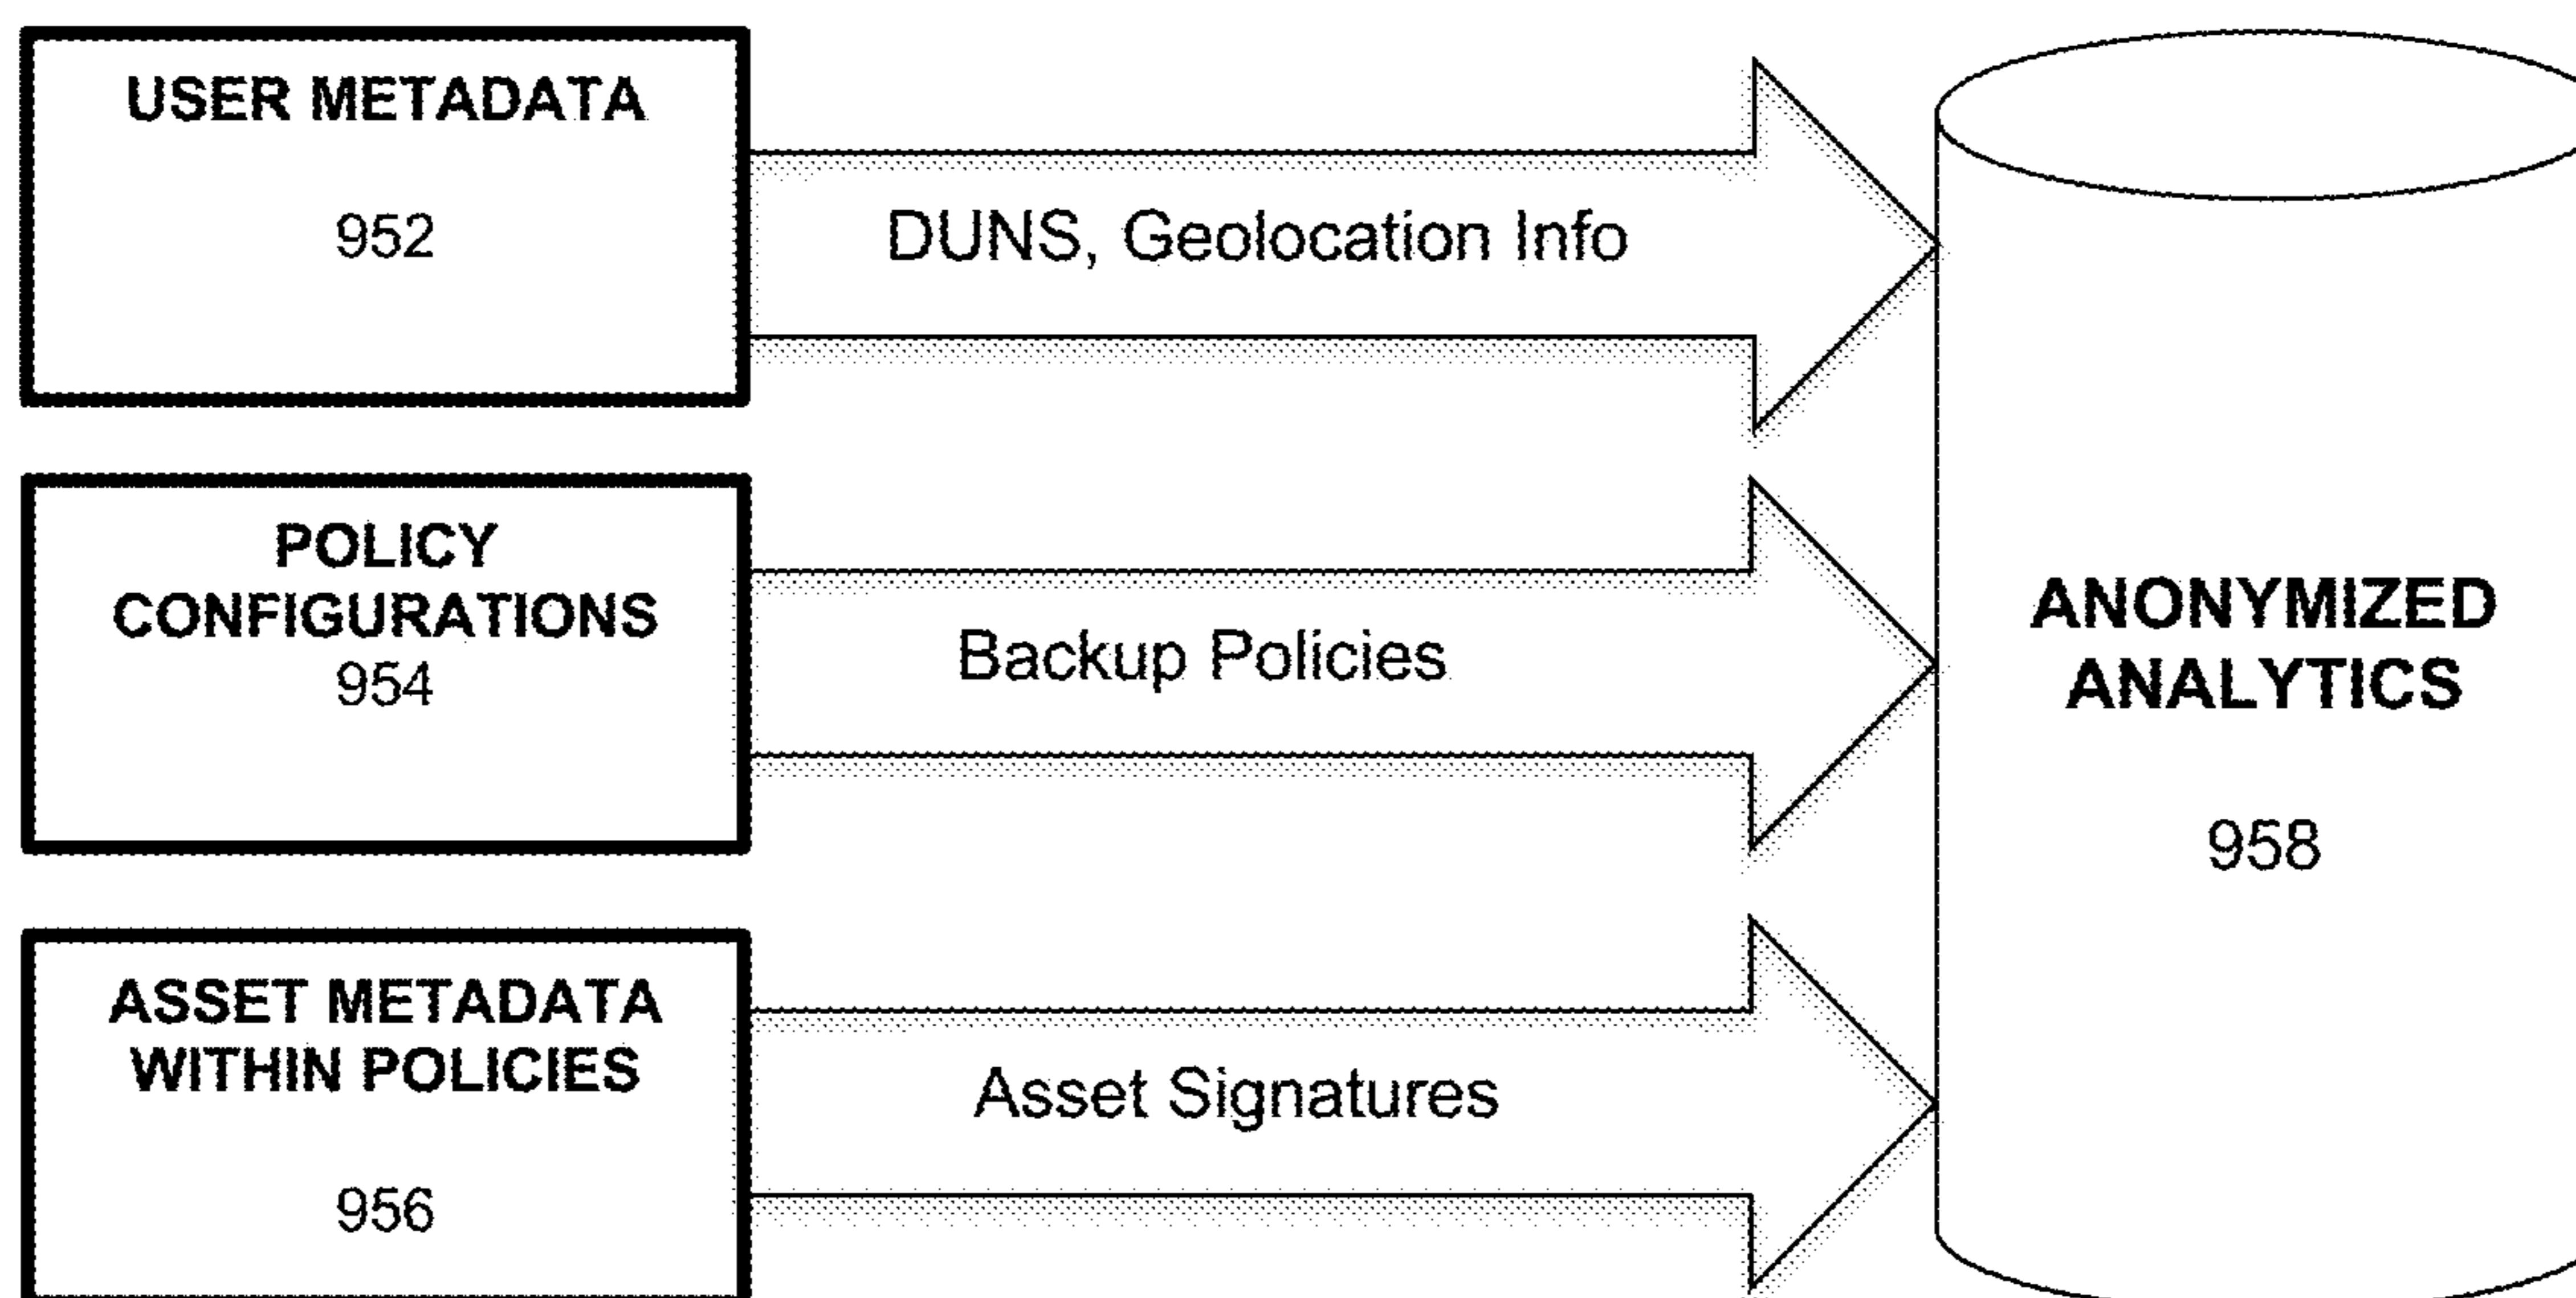 USER METADATA
952
DUNS, Geolocation Info
POLICY
CONFIGURATIONS
954
Backup Policies
ASSET METADATA
WITHIN POLICIES
956
Asset Signatures
ANONYMIZED
ANALYTICS
958